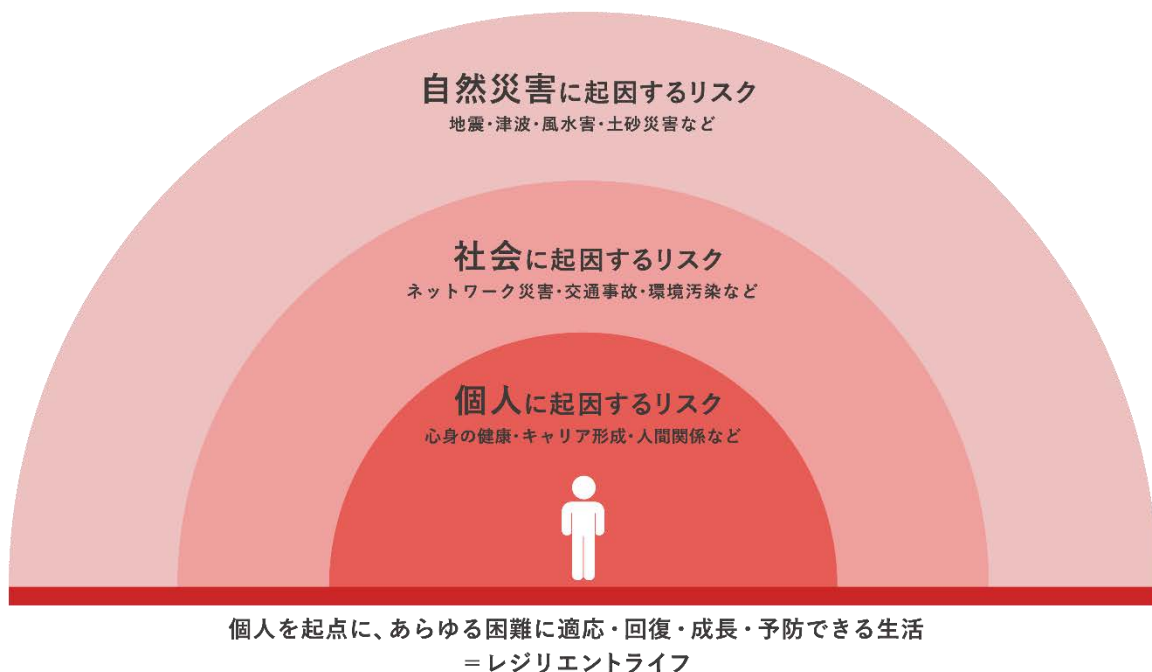 自然災害に起因するリスク
地震・津波・風水害・土砂災害など
社会に起因するリスク
ネットワーク災害・交通事故・環境汚染など
個人に起因するリスク
心身の健康・キャリア形成・人間関係など
個人を起点に、あらゆる困難に適応・回復・成長・予防できる生活
＝レジリエントライフ